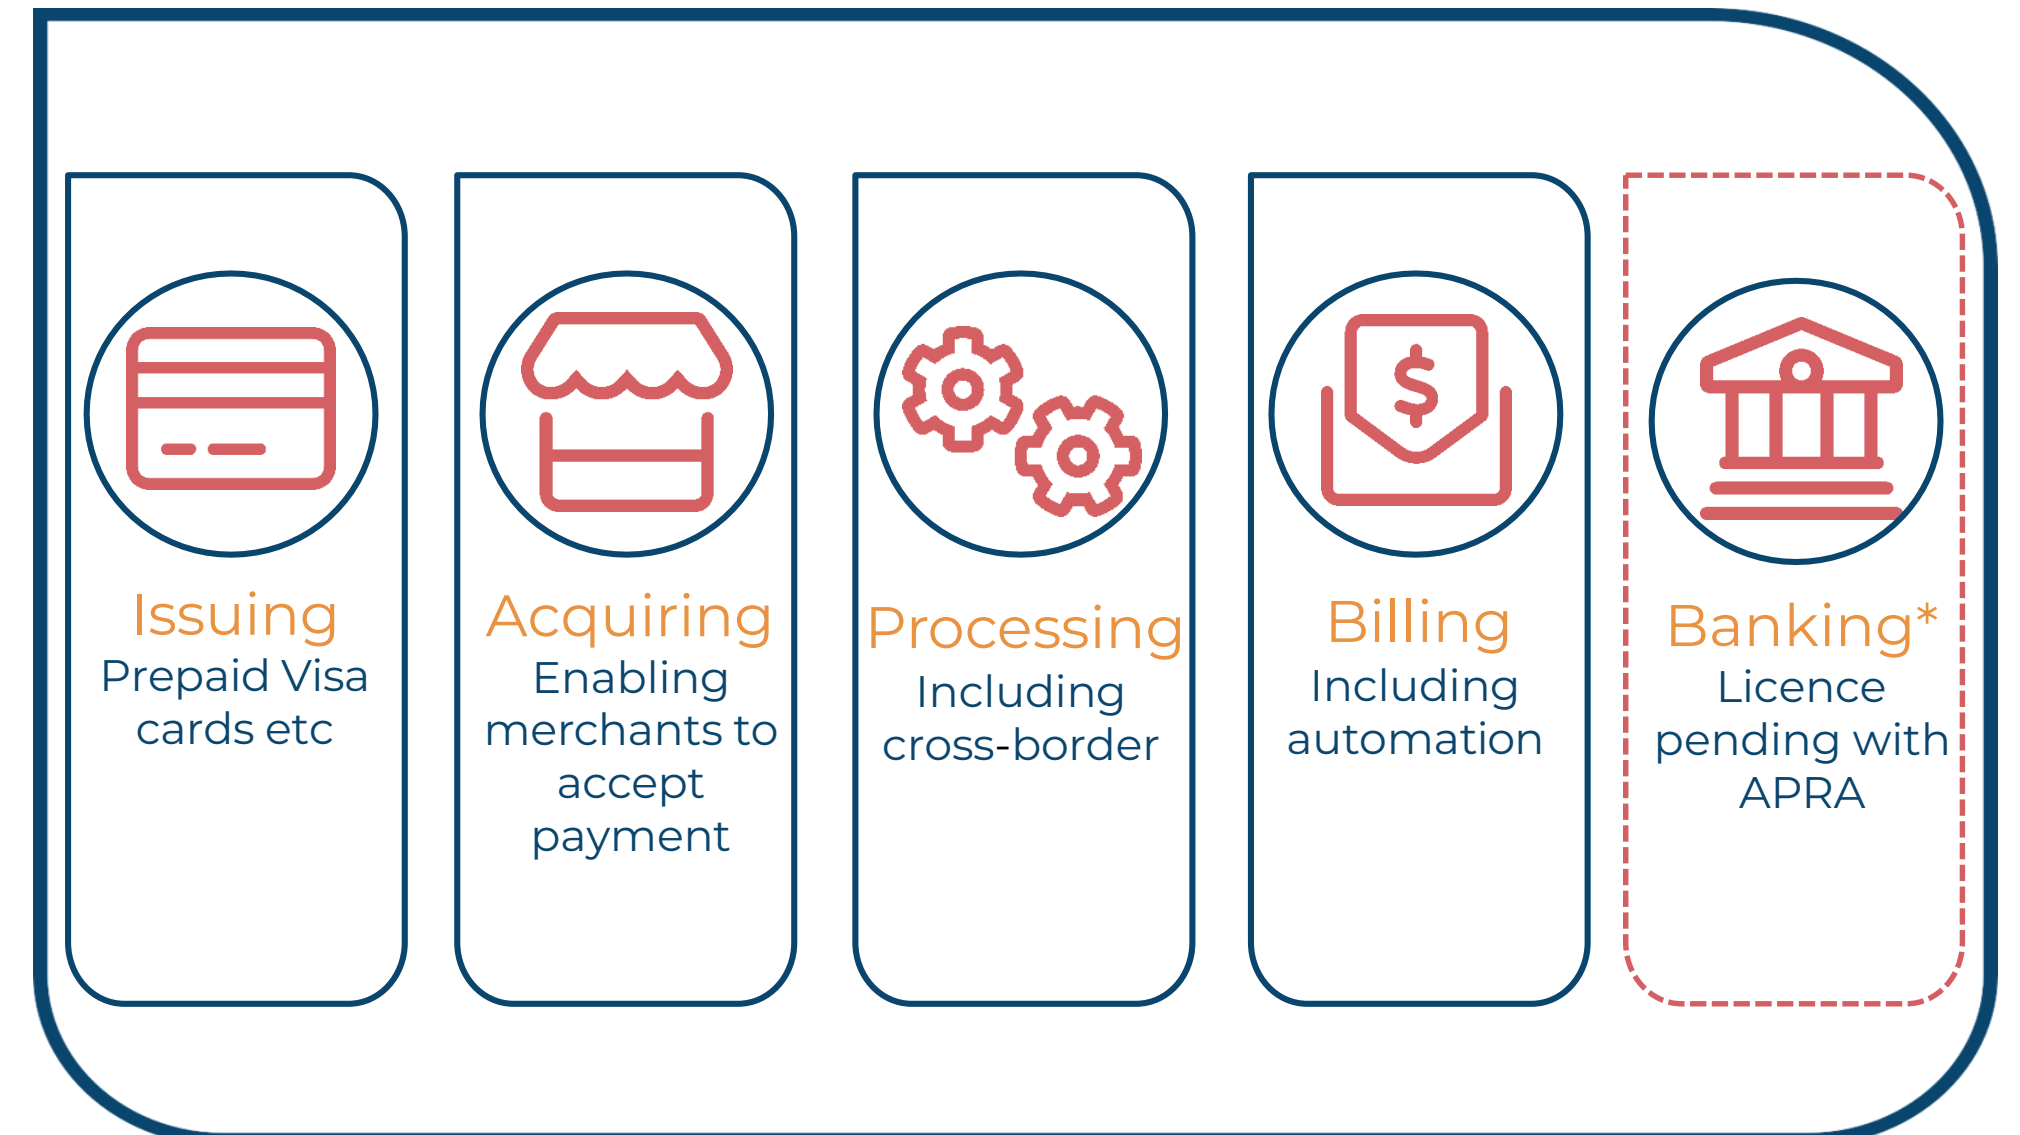 Issuing
Prepaid Visa
cards etc
Acquiring
Enabling
merchants to
accept
payment
Processing
Including
cross-border
Billing
Including
automation
Banking*
Licence
pending with
APRA
$